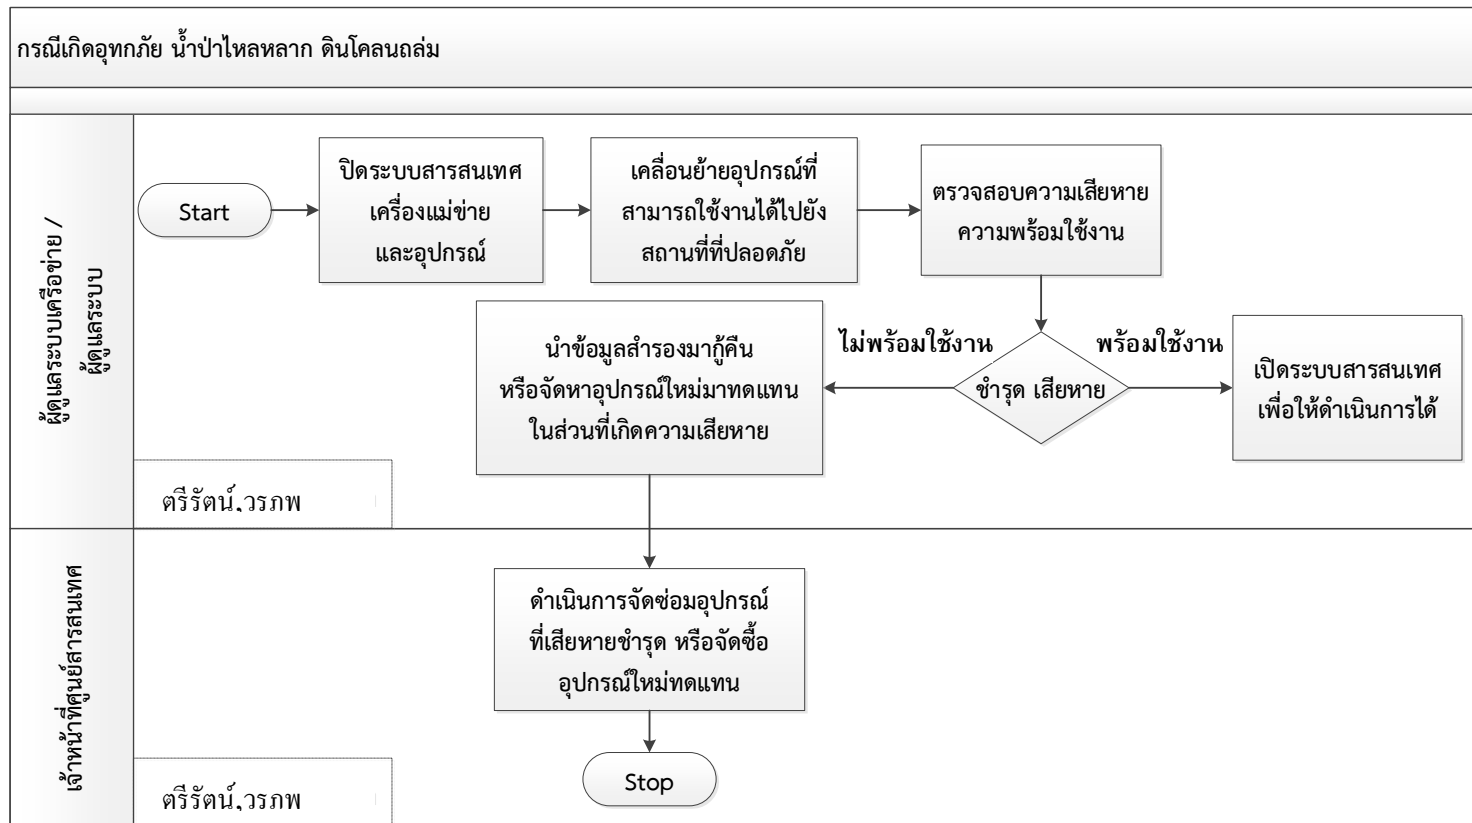 กรณีเกิดอุทกภัย น้ำป่าไหลหลาก ดินโคลนถล่ม
ผู้ดูแลระบบเครือข่าย /
ผู้ดูแลระบบ
Start
ปิดระบบสารสนเทศ
เครื่องแม่ข่าย
และอุปกรณ์
เคลื่อนย้ายอุปกรณ์ที่
สามารถใช้งานได้ไปยัง
สถานที่ที่ปลอดภัย
ตรวจสอบความเสียหาย
ความพร้อมใช้งาน
ชำรุด เสียหาย
ไม่พร้อมใช้งาน
พร้อมใช้งาน
เปิดระบบสารสนเทศ
เพื่อให้ดำเนินการได้
นำข้อมูลสำรองมากู้คืน
หรือจัดหาอุปกรณ์ใหม่มาทดแทน
ในส่วนที่เกิดความเสียหาย
ตรีรัตน์,วรภพ
เจ้าหน้าที่ศูนย์สารสนเทศ
ดำเนินการจัดซ่อมอุปกรณ์
ที่เสียหายชำรุด หรือจัดซื้อ
อุปกรณ์ใหม่ทดแทน
Stop
ตรีรัตน์,วรภพ